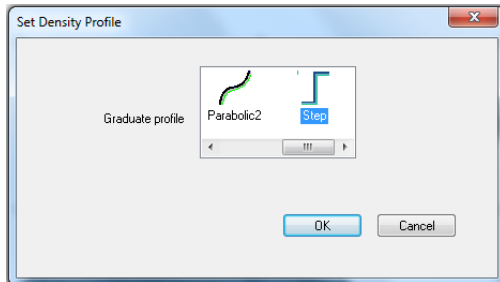 Set Density Profile
Graduate profile
Parabolic2
Step
OK
Cancel